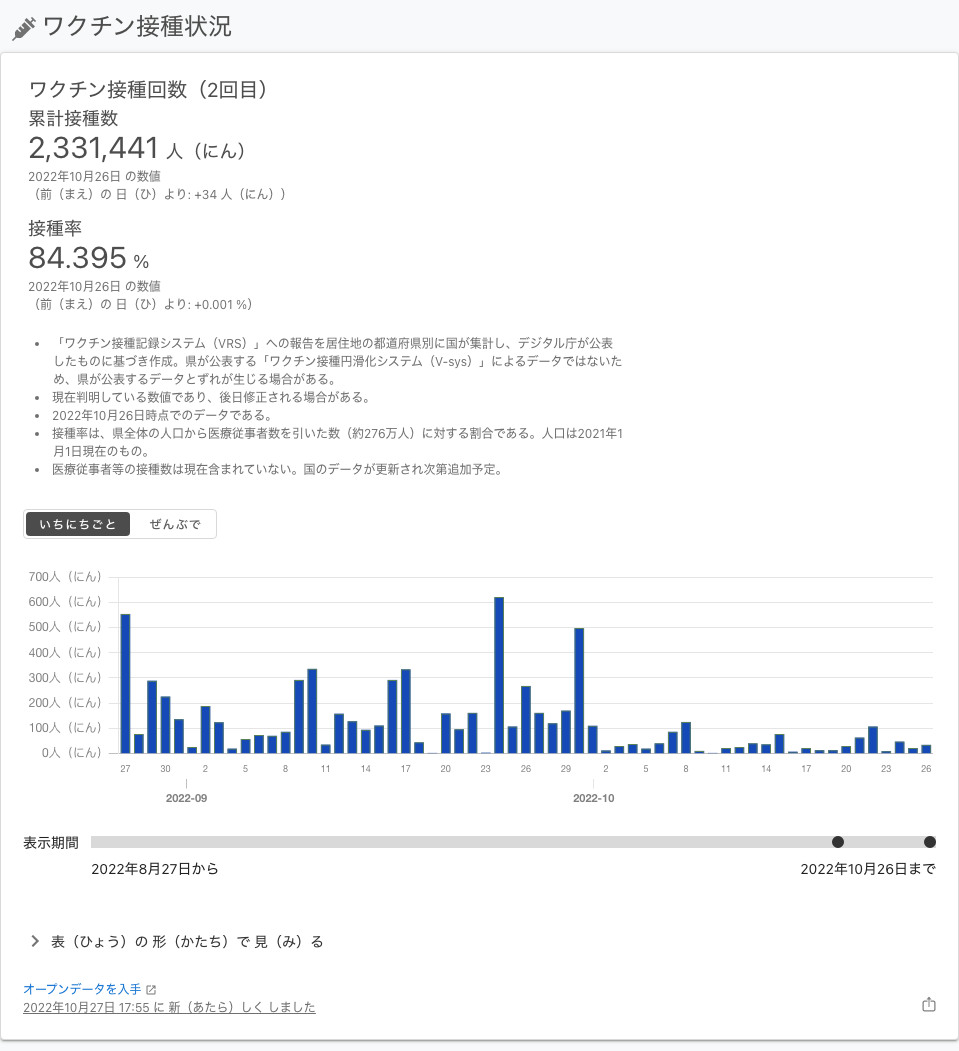 ワクチン接種状況
ワクチン接種回数（2回目）
累計接種数
2,331,441 人（にん）
2022年10月26日 の数値
（前（まえ）の 日（ひ）より: +34 人（にん））
接種率
84.395 %
2022年10月26日 の数値
（前（まえ）の 日（ひ）より: +0.001 %）
• 「ワクチン接種記録システム（VRS）」への報告を居住地の都道府県別に国が集計し、デジタル庁が公表
したものに基づき作成。県が公表する「ワクチン接種円滑化システム（V-sys）」によるデータではないた
め、県が公表するデータとずれが生じる場合がある。
• 現在判明している数値であり、後日修正される場合がある。
• 2022年10月26日時点でのデータである。
• 接種率は、県全体の人口から医療従事者数を引いた数（約276万人）に対する割合である。人口は2021年1
月1日現在のもの。
• 医療従事者等の接種数は現在含まれていない。国のデータが更新され次第追加予定。
いちにちごと ぜんぶで
700人（にん）
600人（にん）
500人（にん）
400人（にん）
300人（にん）
200人（にん）
100人（にん）
0人（にん）
27 30 2 5 8 11 14 17 20 23 26 29 2 5 8 11 14 17 20 23 26
2022-09 2022-10
表示期間
2022年8月27日から 2022年10月26日まで
表（ひょう）の 形（かたち）で 見（み）る
オープンデータを入手
2022年10月27日 17:55 に 新（あたら）しく しました